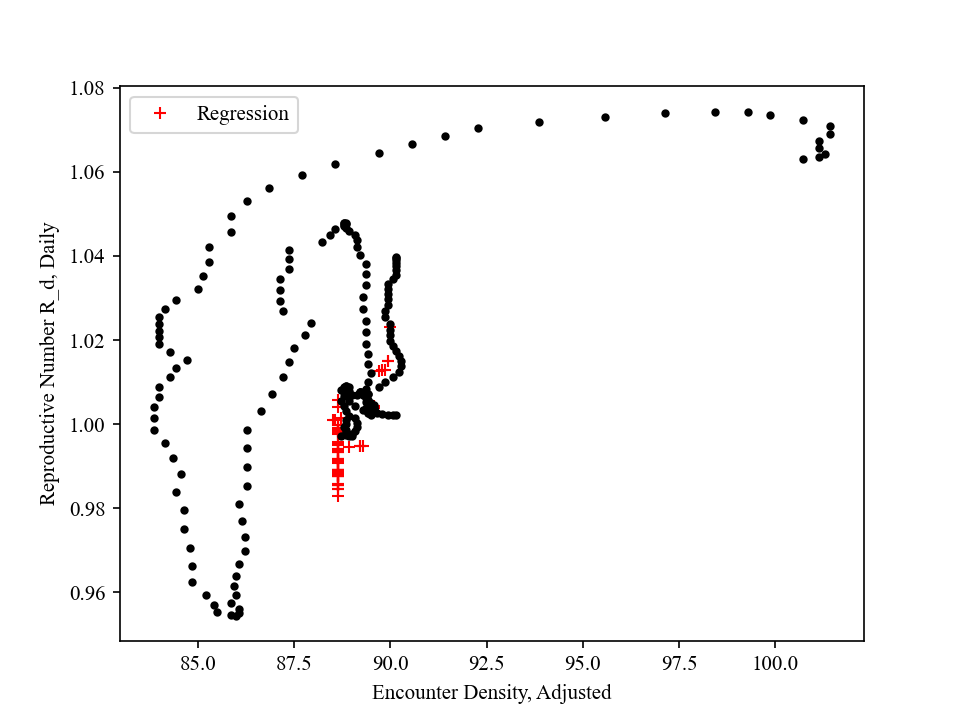 1.08
1.06
1.04
1.02
1.00
0.98
0.96
Reproductive Number R_d, Daily
Regression
85.0 87.5 90.0 92.5 95.0 97.5 100.0
Encounter Density, Adjusted